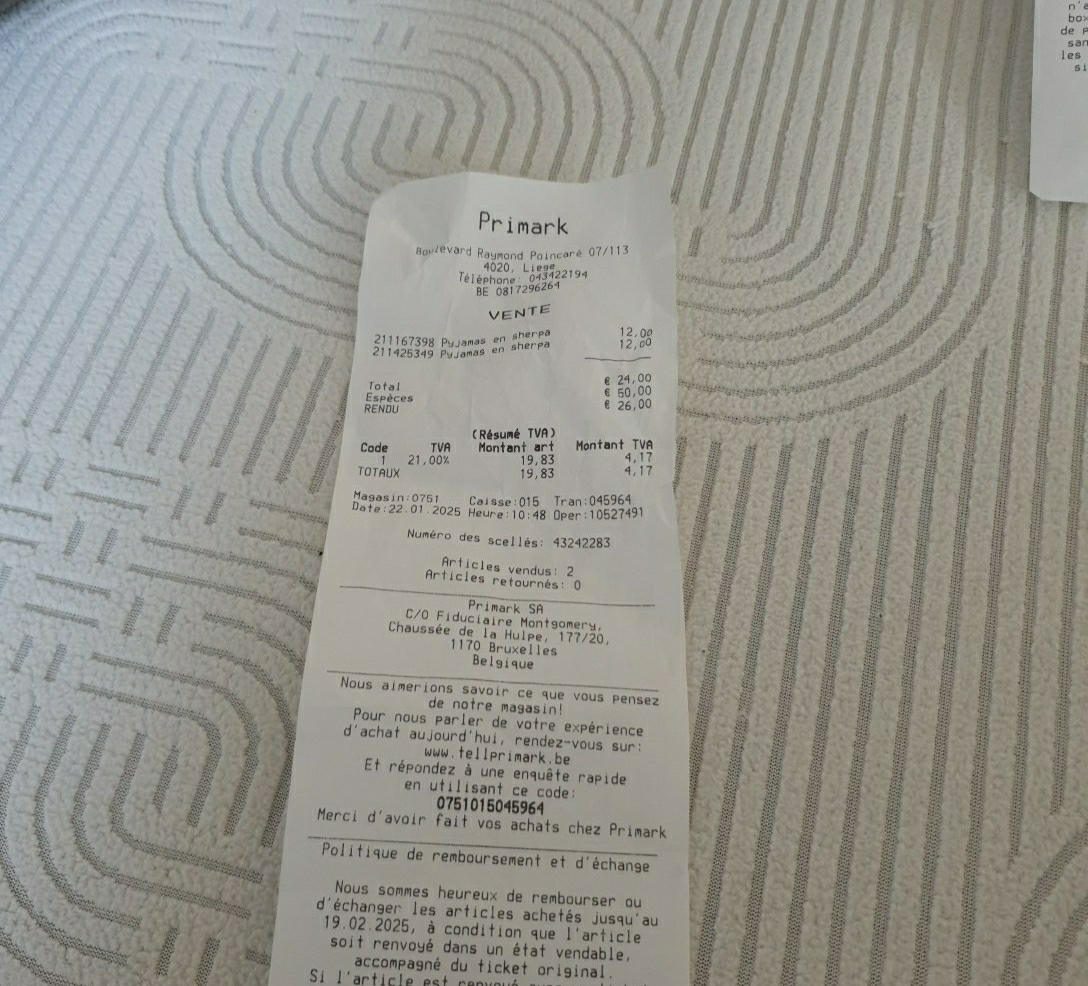 Primark
Boulevard Raymond Poincaré 07/113
4020, Liege
Téléphone: 043422194
BE 0817296264
VENTE
211167398 Pyjamas en sherpa 12,00
211425349 Pyjamas en sherpa 12,00
Total € 24,00
Espèces € 50,00
RENDU € 26,00
(Résumé TVA)
Code TVA Montant art Montant TVA
1 21,00% 19,83 4,17
TOTAUX 19,83 4,17
Magasin:0751 Caisse:015 Tran:045964
Date:22.01.2025 Heure:10:48 Oper:10527491
Numéro des scellés: 43242283
Articles vendus: 2
Articles retournés: 0
Primark SA
C/O Fiduciaire Montgomery,
Chaussée de la Hulpe, 177/20,
1170 Bruxelles
Belgique
Nous aimerions savoir ce que vous pensez
de notre magasin!
Pour nous parler de votre expérience
d'achat aujourd'hui, rendez-vous sur:
www.tellprimark.be
Et répondez à une enquête rapide
en utilisant ce code:
0751015045964
Merci d'avoir fait vos achats chez Primark
Politique de remboursement et d'échange
Nous sommes heureux de rembourser ou
d'échanger les articles achetés jusqu'au
19.02.2025, à condition que l'article
soit renvoyé dans un état vendable,
accompagné du ticket original.
Si l'article est renvoyé
de
les